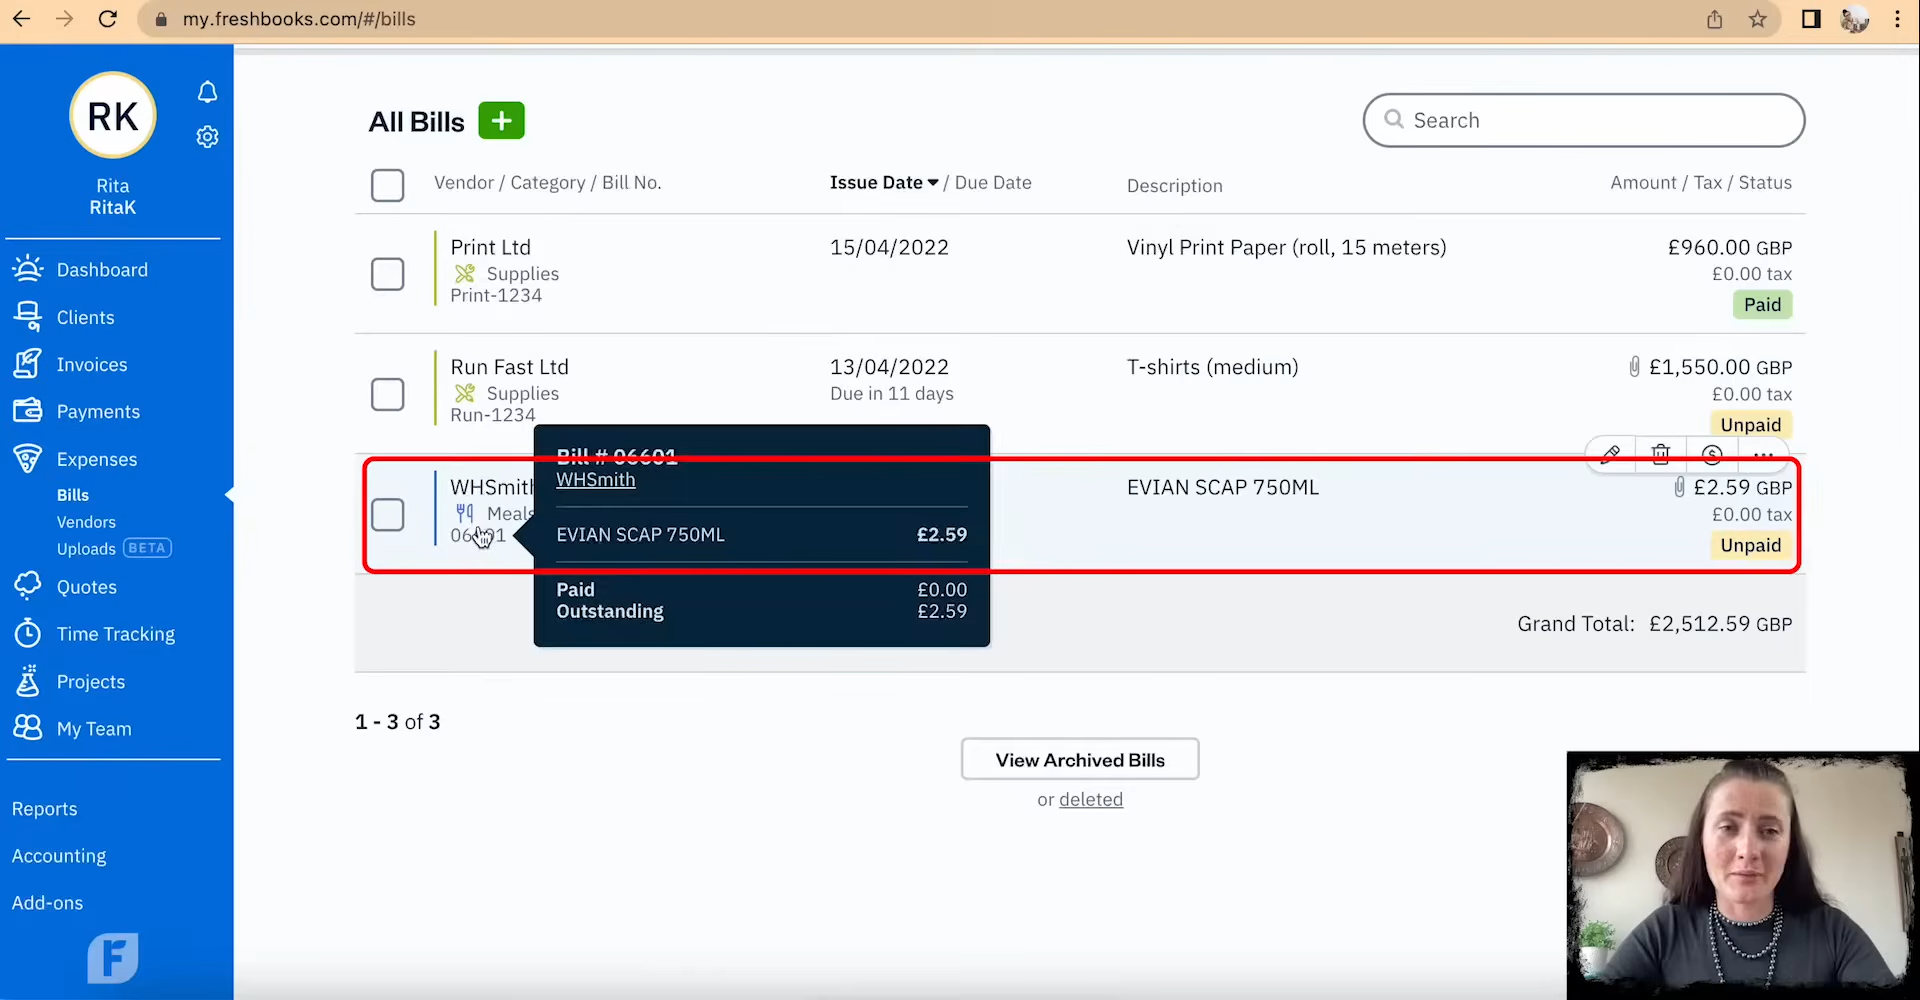 my.freshbooks.com/#/bills
RK
Rita
RitaK
Dashboard
Clients
Invoices
Payments
Expenses
Bills
Vendors
Uploads BETA
Quotes
Time Tracking
Projects
My Team
Reports
Accounting
Add-ons
F
All Bills +
Search
Vendor / Category / Bill No.
Issue Date / Due Date
Description
Amount / Tax / Status
Print Ltd
Supplies
Print-1234
15/04/2022
Vinyl Print Paper (roll, 15 meters)
£960.00 GBP
£0.00 tax
Paid
Run Fast Ltd
Supplies
Run-1234
13/04/2022
Due in 11 days
T-shirts (medium)
£1,550.00 GBP
£0.00 tax
Unpaid
WHSmith
Meals
EVIAN SCAP 750ML
£2.59 GBP
£0.00 tax
Unpaid
Bill # 06601
WHSmith
EVIAN SCAP 750ML £2.59
Paid £0.00
Outstanding £2.59
Grand Total: £2,512.59 GBP
1 - 3 of 3
View Archived Bills
or deleted